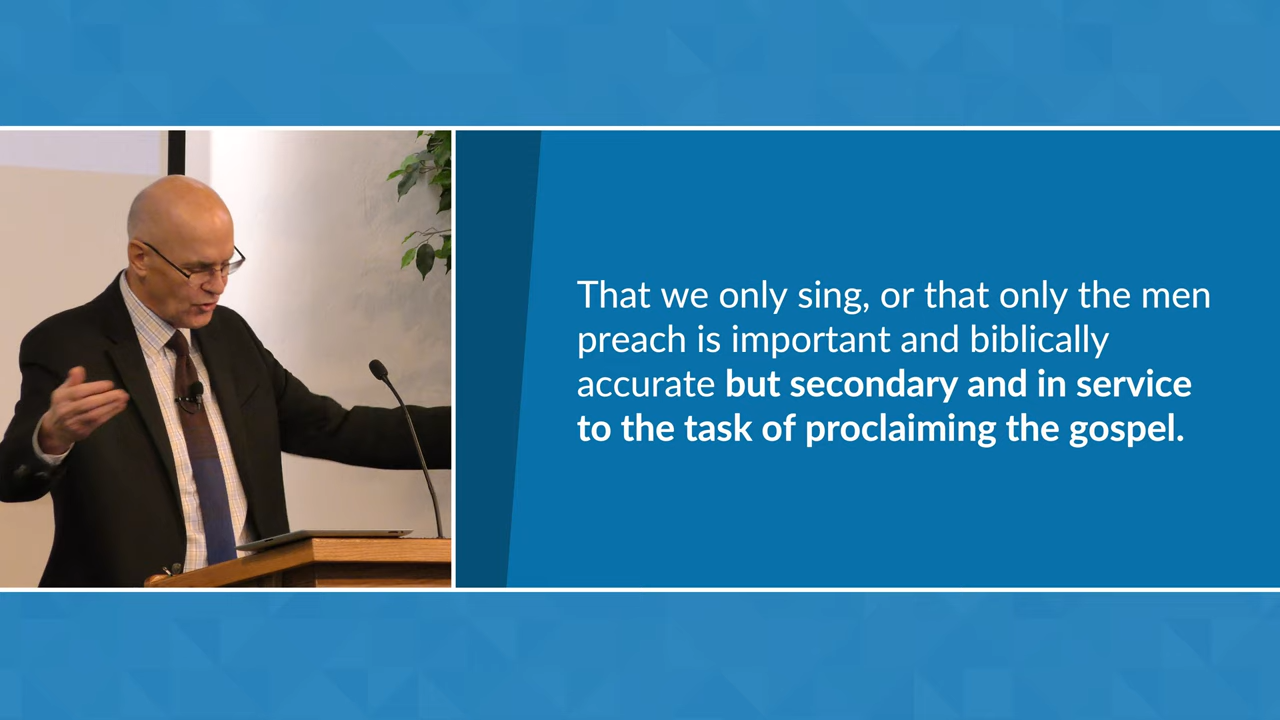 That we only sing, or that only the men
preach is important and biblically
accurate but secondary and in service
to the task of proclaiming the gospel.